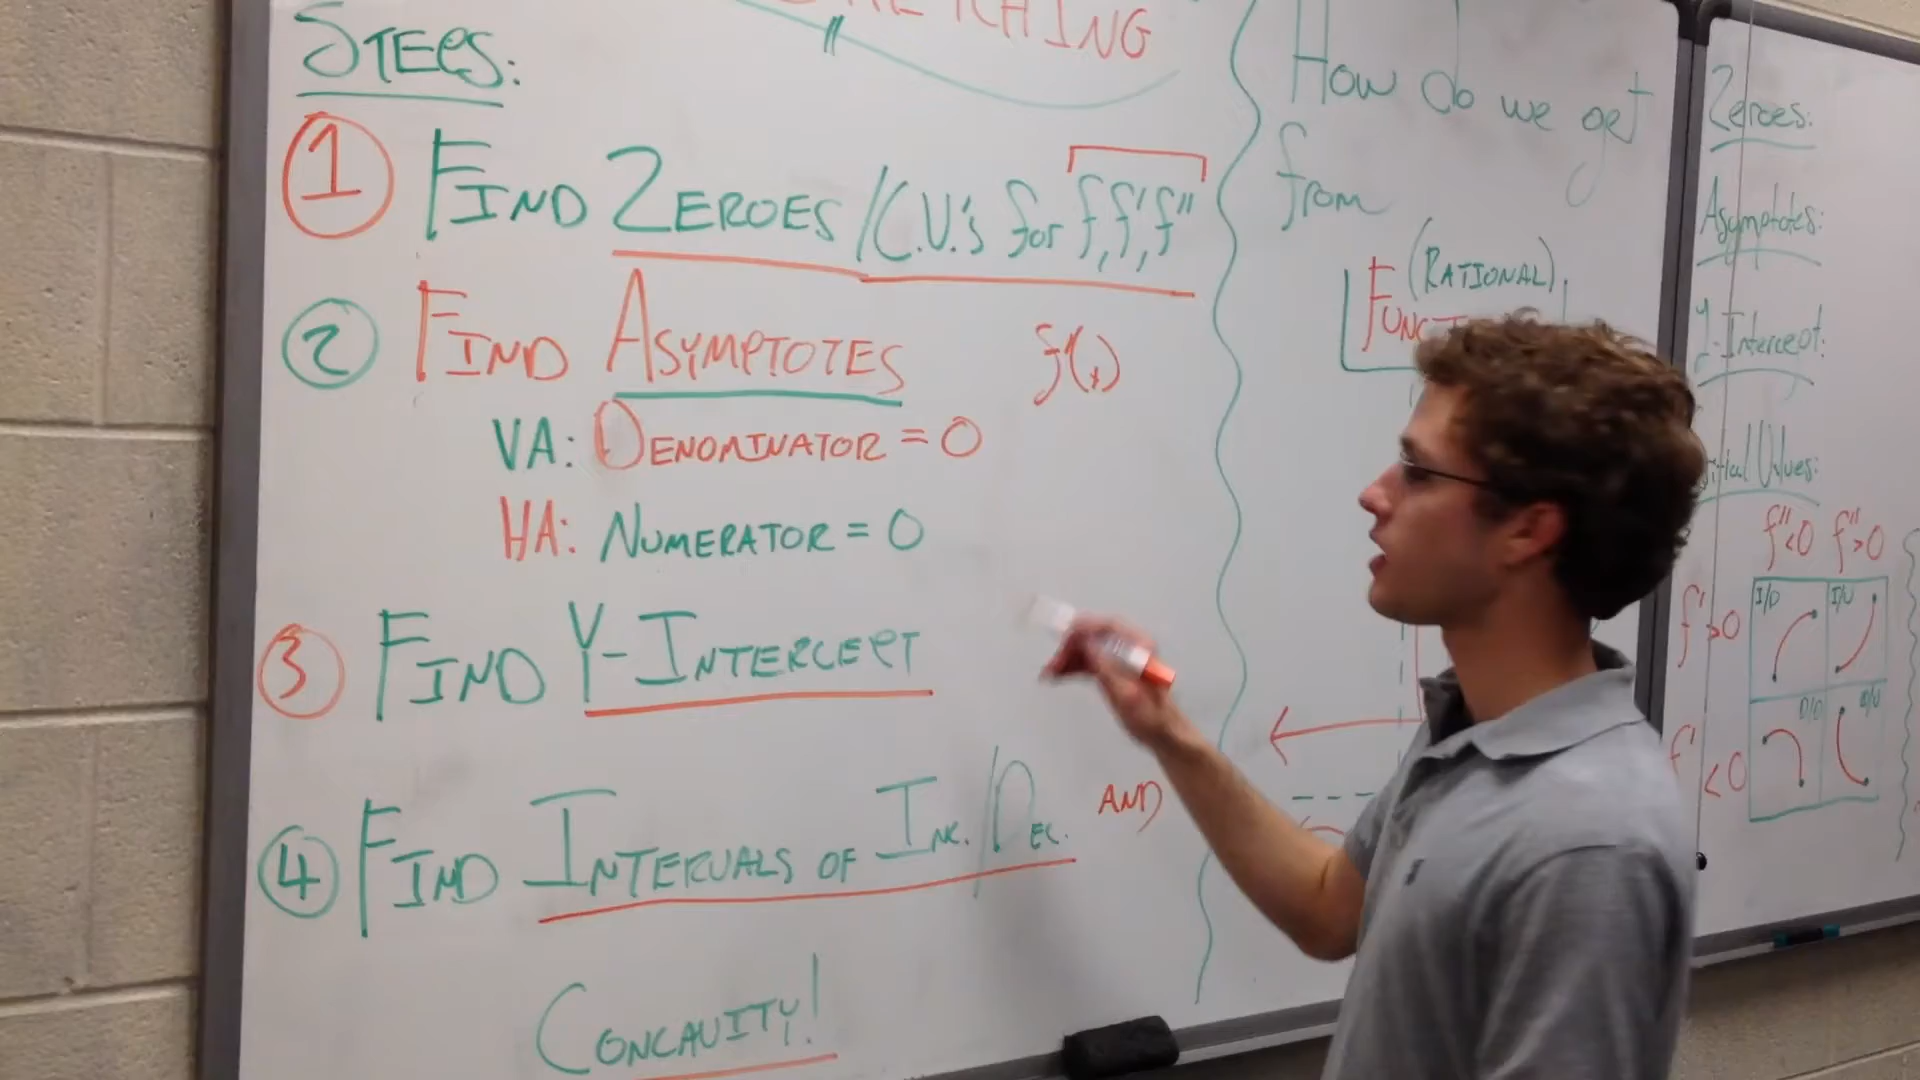 SKETCHING
STEPS:
1 FIND ZEROES/C.V.'s for f, f', f"
2 FIND ASYMPTOTES f(x)
VA: DENOMINATOR = 0
HA: NUMERATOR = 0
3 FIND Y-INTERCEPT
4 FIND INTERVALS OF INC./DEC. AND
CONCAVITY!
How do we get
from
(RATIONAL)
Zeroes:
Asymptotes:
Y-Intercept:
Values:
f"<0 f">0
f'>0 I/D I/U
f'<0 D/D D/U